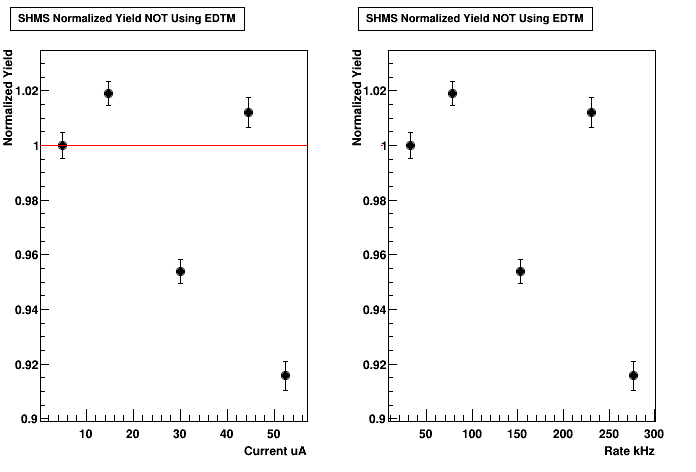 SHMS Normalized Yield NOT Using EDTM
Normalized Yield
1.02
1
0.98
0.96
0.94
0.92
0.9
10 20 30 40 50
Current uA
SHMS Normalized Yield NOT Using EDTM
Normalized Yield
1.02
1
0.98
0.96
0.94
0.92
0.9
50 100 150 200 250 300
Rate kHz